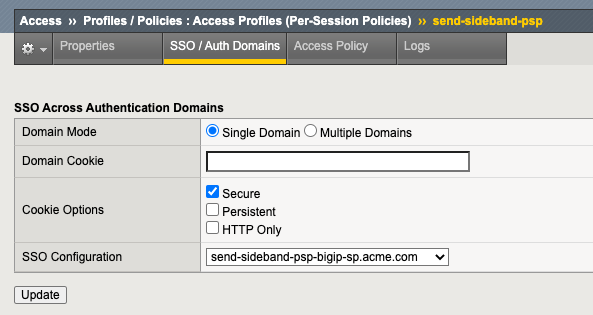 Access ›› Profiles / Policies : Access Profiles (Per-Session Policies) ›› send-sideband-psp
Properties SSO / Auth Domains Access Policy Logs
SSO Across Authentication Domains
Domain Mode Single Domain Multiple Domains
Domain Cookie
Cookie Options
Secure
Persistent
HTTP Only
SSO Configuration send-sideband-psp-bigip-sp.acme.com
Update